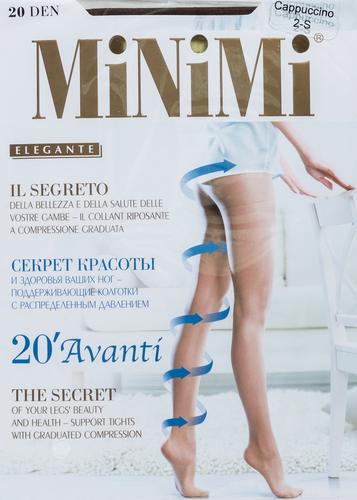 20 DEN
Cappuccino
2-S
MiNiMi®
ELEGANTE
IL SEGRETO
DELLA BELLEZZA E DELLA SALUTE DELLE
VOSTRE GAMBE – IL COLLANT RIPOSANTE
A COMPRESSIONE GRADUATA
СЕКРЕТ КРАСОТЫ
И ЗДОРОВЬЯ ВАШИХ НОГ –
ПОДДЕРЖИВАЮЩИЕ КОЛГОТКИ
С РАСПРЕДЕЛЕННЫМ ДАВЛЕНИЕМ
20'Avanti
THE SECRET
OF YOUR LEGS' BEAUTY
AND HEALTH – SUPPORT TIGHTS
WITH GRADUATED COMPRESSION